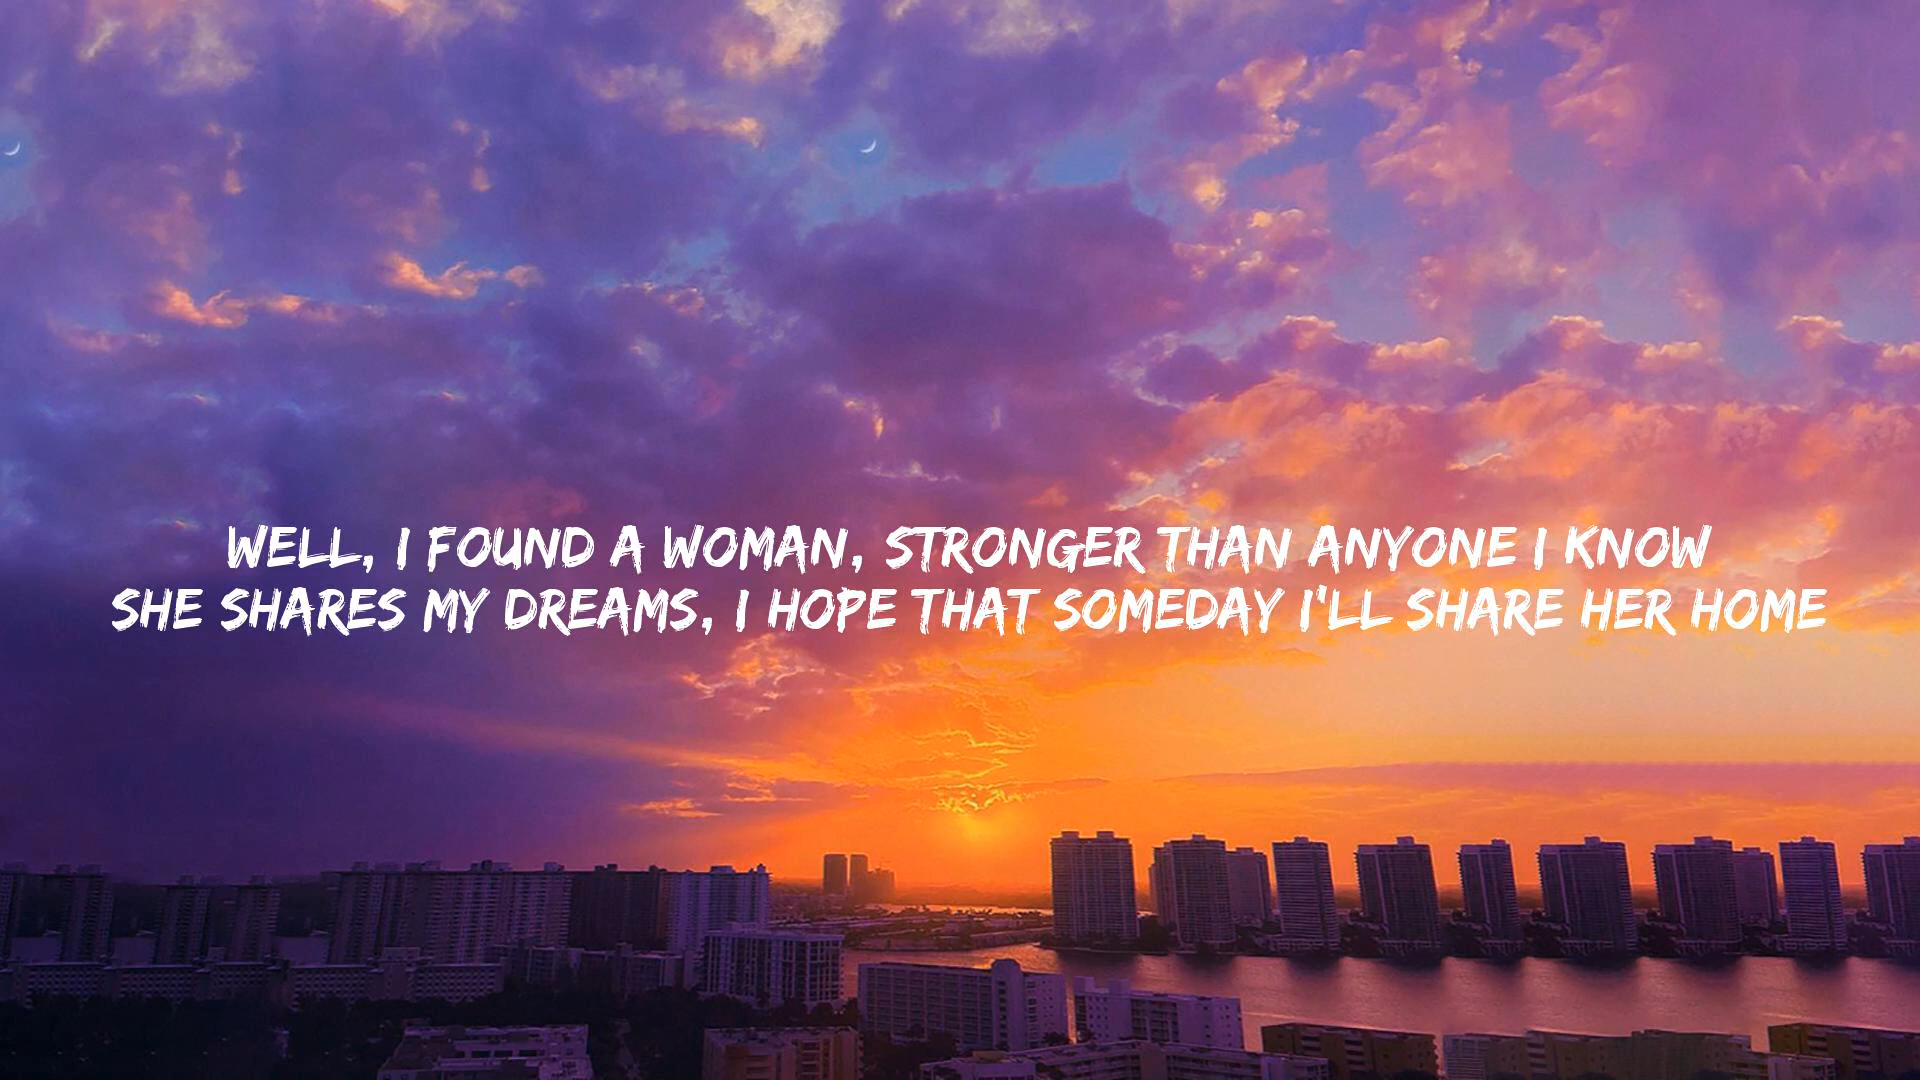 WELL, I FOUND A WOMAN, STRONGER THAN ANYONE I KNOW
SHE SHARES MY DREAMS, I HOPE THAT SOMEDAY I'LL SHARE HER HOME